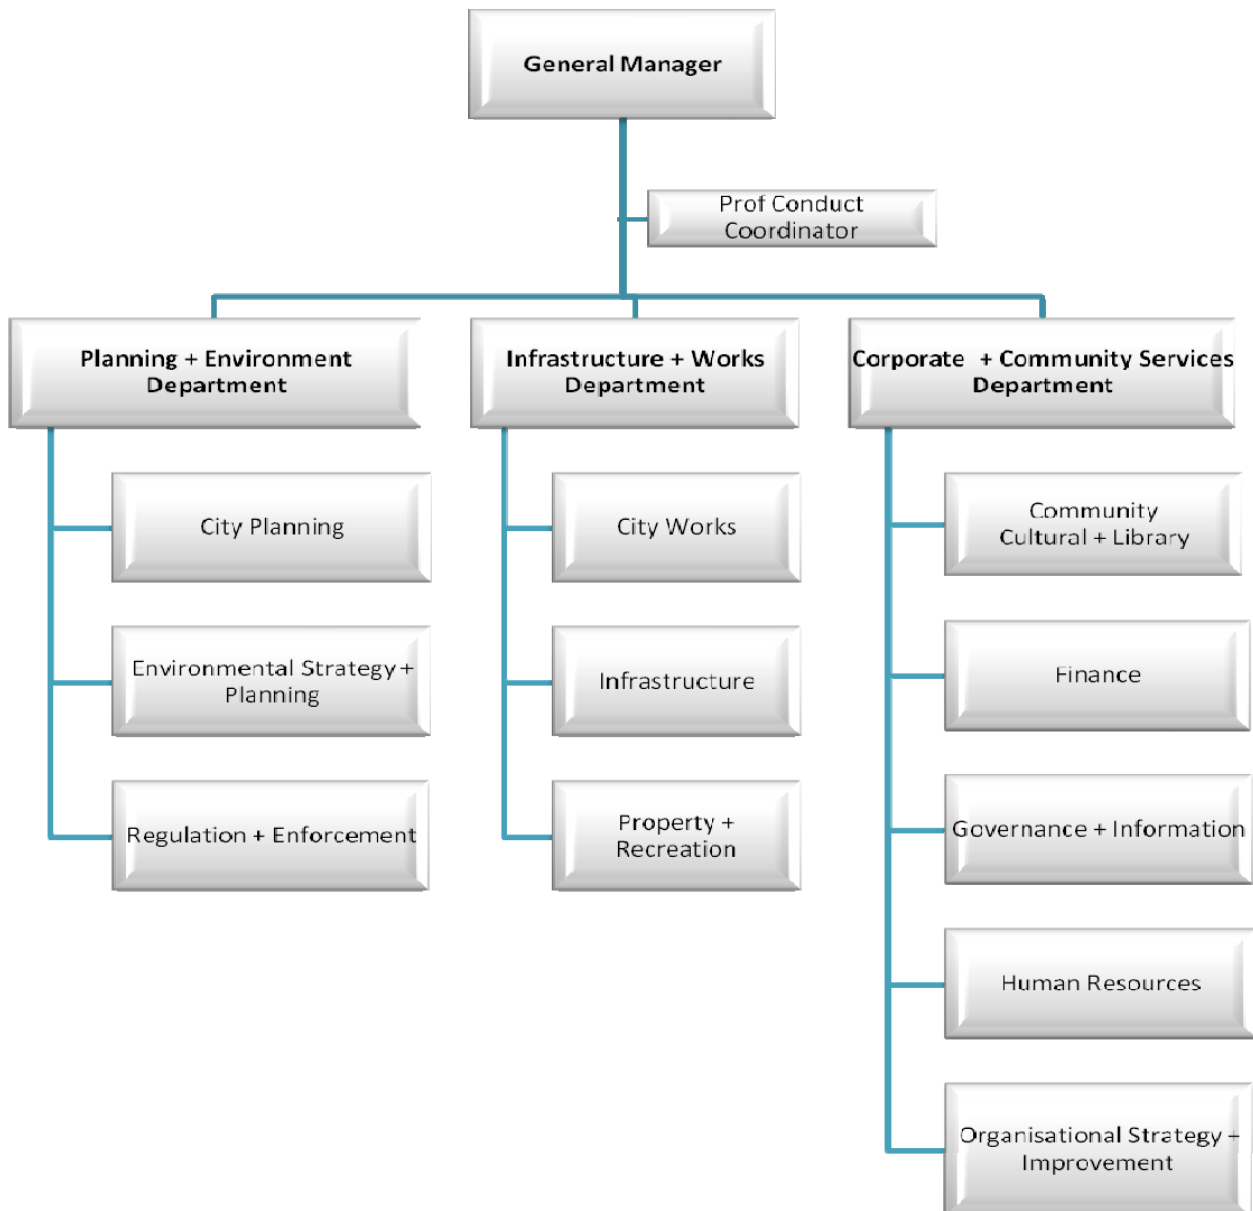 General Manager
Prof Conduct
Coordinator
Planning + Environment
Department
Infrastructure + Works
Department
Corporate + Community Services
Department
City Planning
Environmental Strategy +
Planning
Regulation + Enforcement
City Works
Infrastructure
Property +
Recreation
Community
Cultural + Library
Finance
Governance + Information
Human Resources
Organisational Strategy +
Improvement